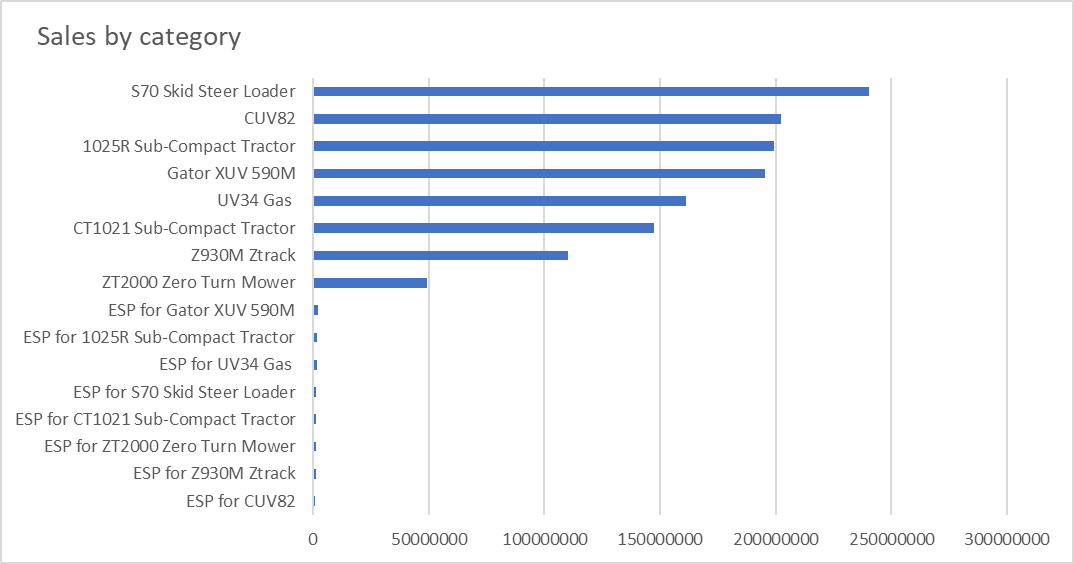 Sales by category
S70 Skid Steer Loader
CUV82
1025R Sub-Compact Tractor
Gator XUV 590M
UV34 Gas
CT1021 Sub-Compact Tractor
Z930M Ztrack
ZT2000 Zero Turn Mower
ESP for Gator XUV 590M
ESP for 1025R Sub-Compact Tractor
ESP for UV34 Gas
ESP for S70 Skid Steer Loader
ESP for CT1021 Sub-Compact Tractor
ESP for ZT2000 Zero Turn Mower
ESP for Z930M Ztrack
ESP for CUV82
0 50000000 100000000 150000000 200000000 250000000 300000000